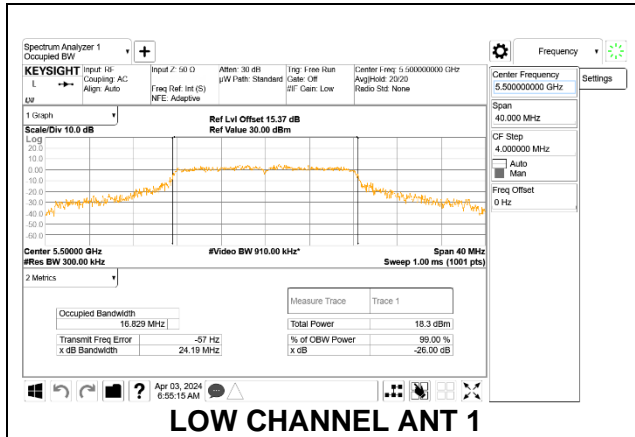 Spectrum Analyzer 1
Occupied BW
Frequency
KEYSIGHT
L
Input: RF
Coupling: AC
Align: Auto
Input Z: 50 Ω
Freq Ref: Int (S)
NFE: Adaptive
Atten: 30 dB
µW Path: Standard
Trig: Free Run
Gate: Off
#IF Gain: Low
Center Freq: 5.500000000 GHz
Avg|Hold: 20/20
Radio Std: None
Center Frequency
5.500000000 GHz
Settings
Span
40.000 MHz
CF Step
4.000000 MHz
Auto
Man
Freq Offset
0 Hz
1 Graph
Scale/Div 10.0 dB
Ref Lvl Offset 15.37 dB
Ref Value 30.00 dBm
Log
20.0
10.0
0.00
-10.0
-20.0
-30.0
-40.0
-50.0
-60.0
Center 5.50000 GHz
#Video BW 910.00 kHz*
Span 40 MHz
#Res BW 300.00 kHz
Sweep 1.00 ms (1001 pts)
2 Metrics
Measure Trace
Trace 1
Occupied Bandwidth
16.829 MHz
Total Power
18.3 dBm
Transmit Freq Error
-57 Hz
% of OBW Power
99.00 %
x dB Bandwidth
24.19 MHz
x dB
-26.00 dB
?
Apr 03, 2024
6:55:15 AM
LOW CHANNEL ANT 1